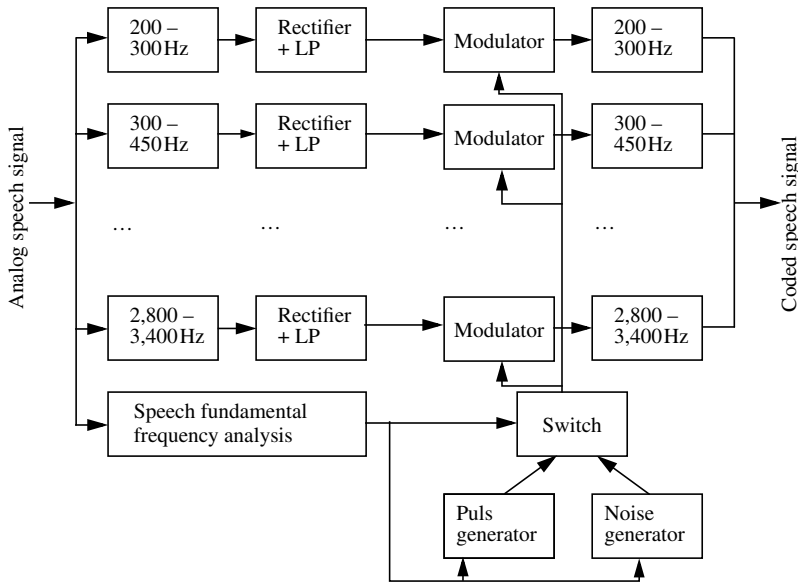 200 –
300 Hz
Rectifier
+ LP
Modulator
200 –
300 Hz
300 –
450 Hz
Rectifier
+ LP
Modulator
300 –
450 Hz
Analog speech signal
Coded speech signal
...
...
...
...
2,800 –
3,400 Hz
Rectifier
+ LP
Modulator
2,800 –
3,400 Hz
Speech fundamental
frequency analysis
Switch
Puls
generator
Noise
generator